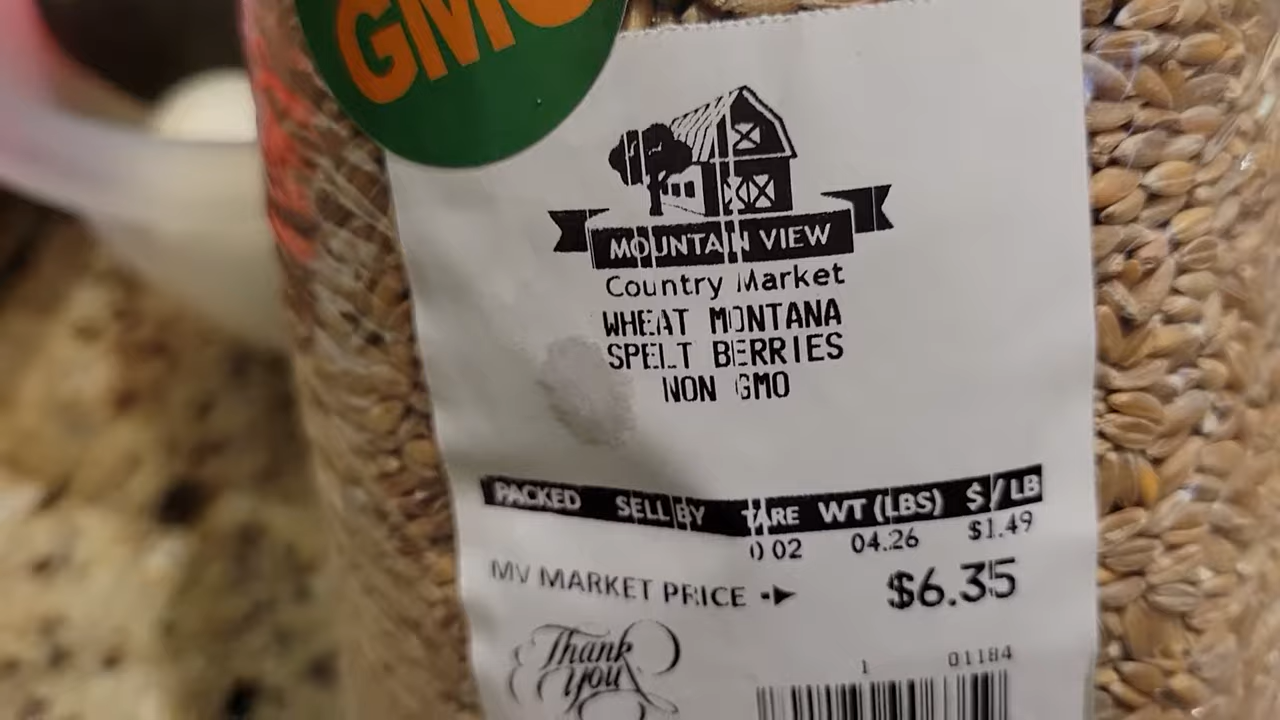 GMO
MOUNTAIN VIEW
Country Market
WHEAT MONTANA
SPELT BERRIES
NON GMO
PACKED SELL BY TARE WT (LBS) $/LB
0 02 04.26 $1.49
MV MARKET PRICE
$6.35
Thank
You
1 01184